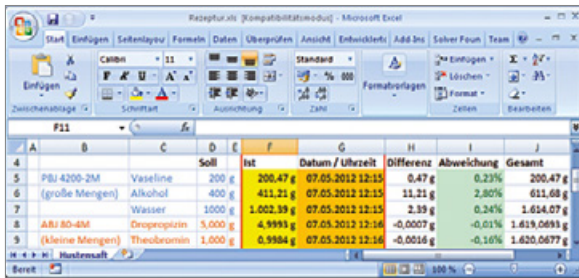 Rezeptur.xls [Kompatibilitätsmodus] - Microsoft Excel
Start Einfügen Seitenlayou Formeln Daten Überprüfen Ansicht Entwicklertc Add-Ins Solver Foun Team
Calibri 11 Standard
Einfügen F K U Formatvorlagen Einfügen Löschen Format
Zwischenablage Schriftart Ausrichtung Zahl Zellen Bearbeiten
F11 fx
A B C D E F G H I J
4 Soll Ist Datum / Uhrzeit Differenz Abweichung Gesamt
5 PBJ 4200-2M Vaseline 200 g 200,47 g 07.05.2012 12:15 0,47 g 0,23% 200,47 g
6 (große Mengen) Alkohol 400 g 411,21 g 07.05.2012 12:15 11,21 g 2,80% 611,68 g
7 Wasser 1000 g 1.002,39 g 07.05.2012 12:15 2,39 g 0,24% 1.614,07 g
8 ABJ 80-4M Dropropizin 5,000 g 4,9993 g 07.05.2012 12:16 -0,0007 g -0,01% 1.619,0693 g
9 (kleine Mengen) Theobromin 1,000 g 0,9984 g 07.05.2012 12:16 -0,0016 g -0,16% 1.620,0677 g
Hustensaft
Bereit 100 %